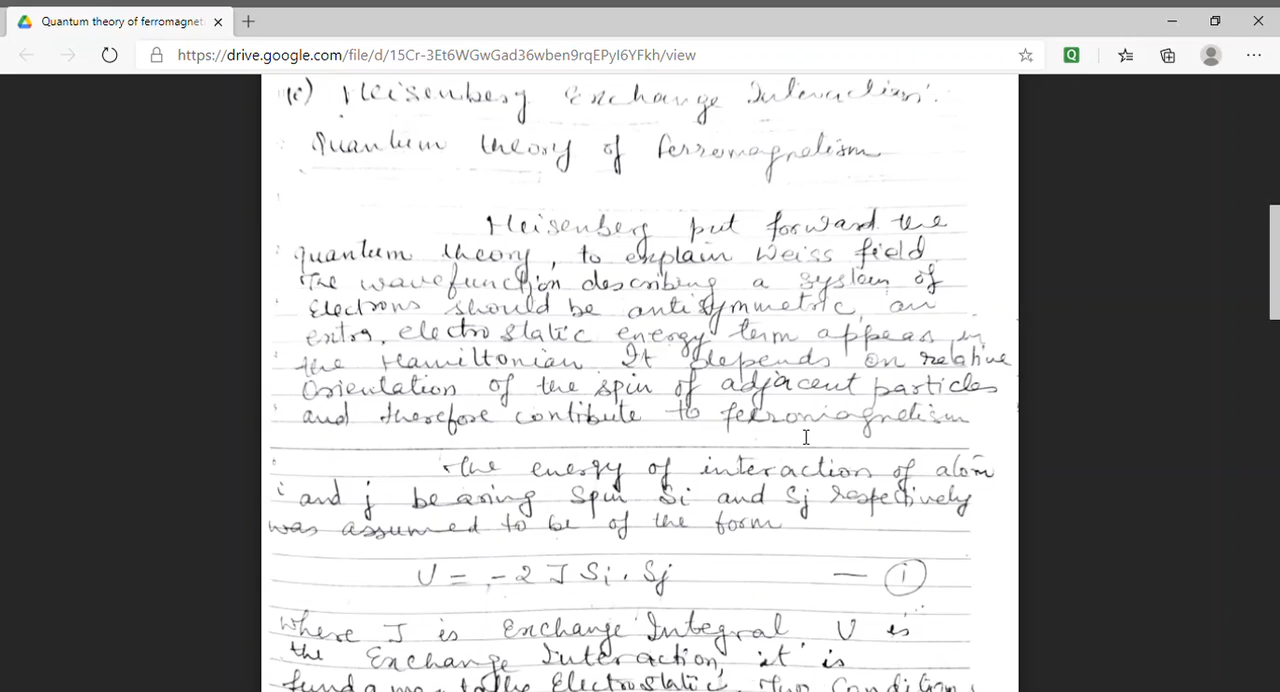 Quantum theory of ferromagnet
https://drive.google.com/file/d/15Cr-3Et6WGwGad36wben9rqEPyI6YFkh/view
(c) Heisenberg Exchange Interaction.
Quantum theory of ferromagnetism
Heisenberg put forward the
quantum theory, to explain Weiss field
The wavefunction describing a system of
Electrons should be antisymmetric, an
extra electrostatic energy term appears in
the Hamiltonian It depends on relative
Orientation of the spin of adjacent particles
and therefore contibute to ferromagnetism
The energy of interaction of atom
i and j bearing spin Si and Sj respectively
was assumed to be of the form
U = -2 J Si . Sj — (1)
Where J is Exchange Integral U is
the Exchange Interaction, it is
the Electrostatic. Condition